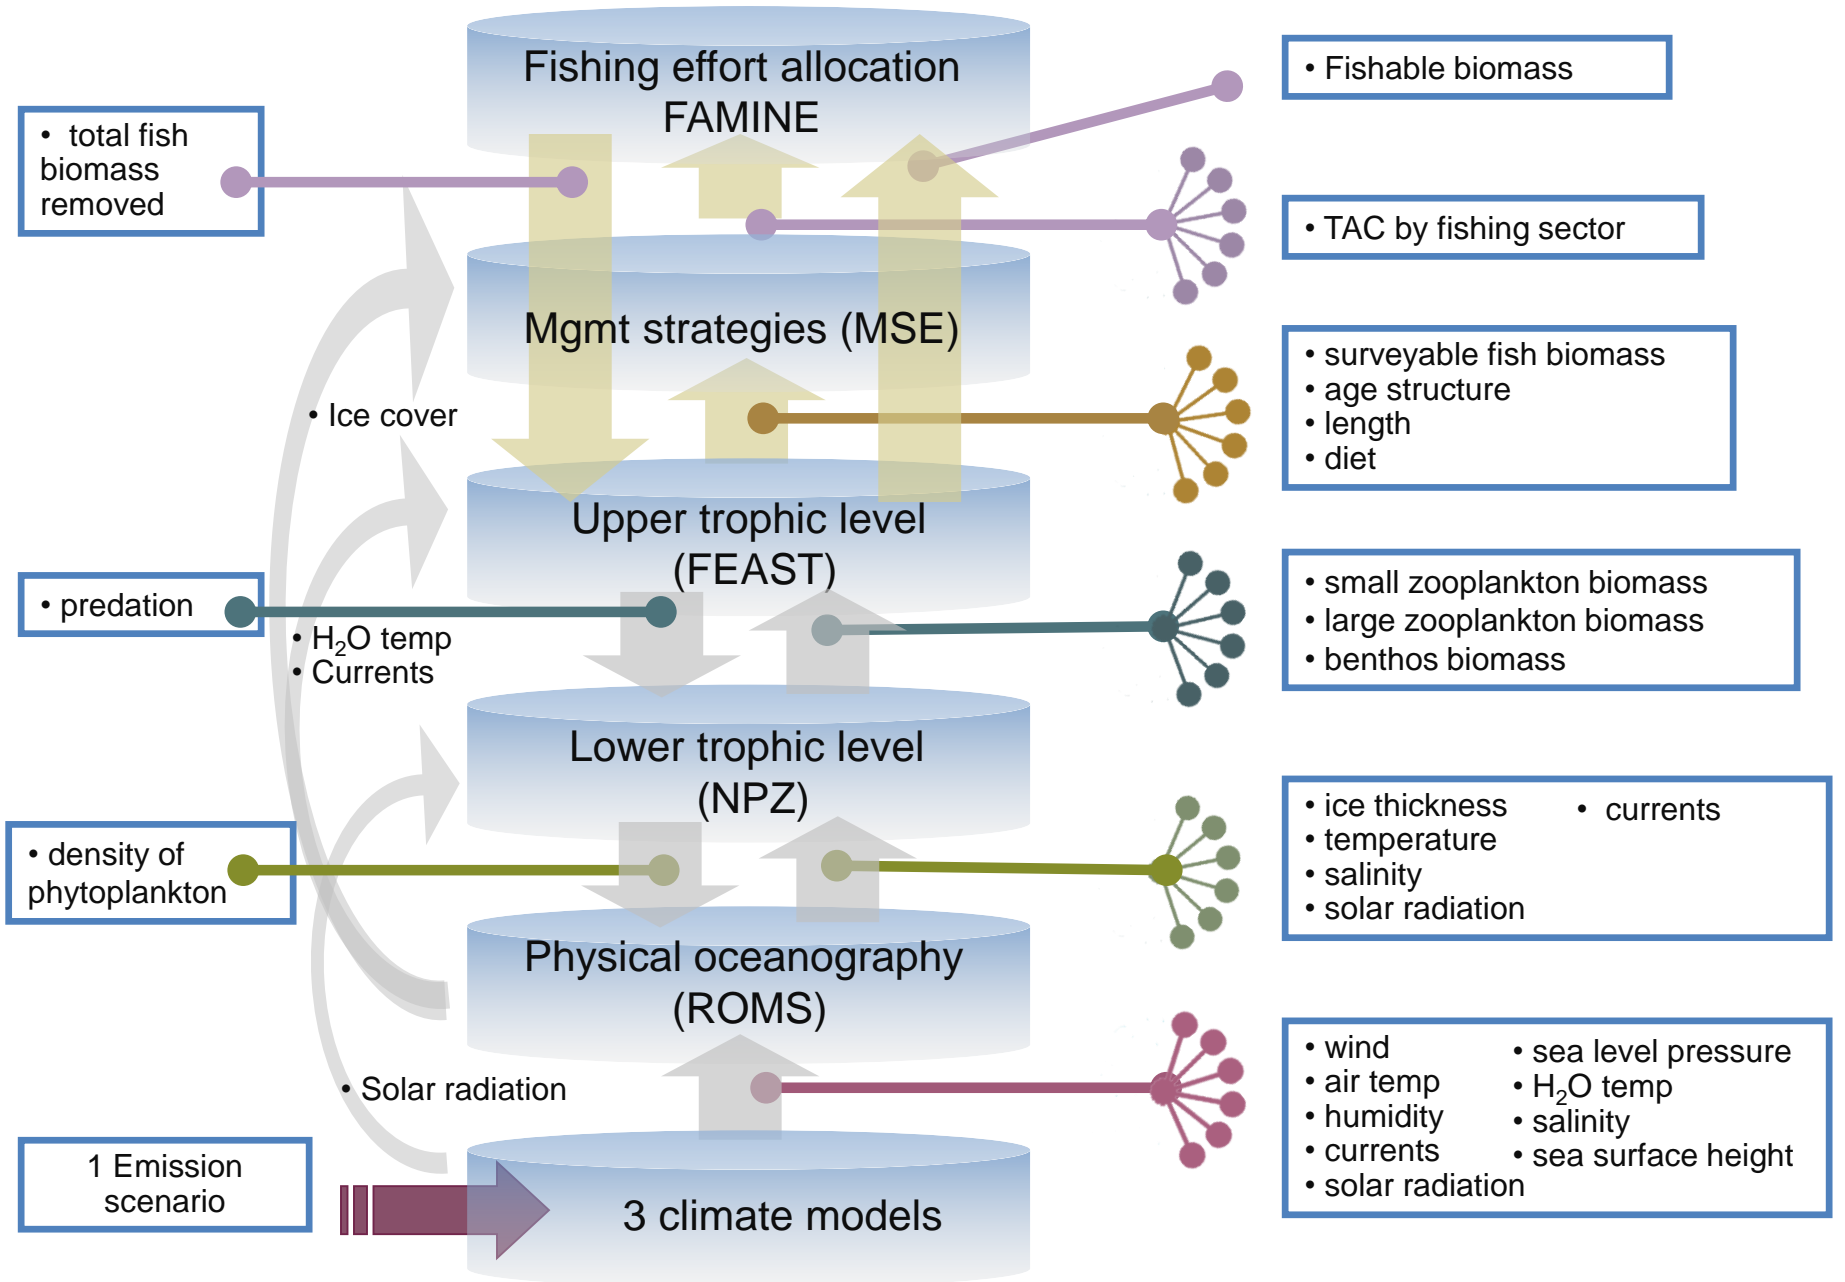 Fishing effort allocation
FAMINE
• Fishable biomass
• total fish
biomass
removed
• TAC by fishing sector
Mgmt strategies (MSE)
• surveyable fish biomass
• age structure
• length
• diet
• Ice cover
Upper trophic level
(FEAST)
• predation
• small zooplankton biomass
• large zooplankton biomass
• benthos biomass
• H₂O temp
• Currents
Lower trophic level
(NPZ)
• ice thickness
• temperature
• salinity
• solar radiation
• currents
• density of
phytoplankton
Physical oceanography
(ROMS)
• wind
• air temp
• humidity
• currents
• solar radiation
• sea level pressure
• H₂O temp
• salinity
• sea surface height
• Solar radiation
1 Emission
scenario
3 climate models